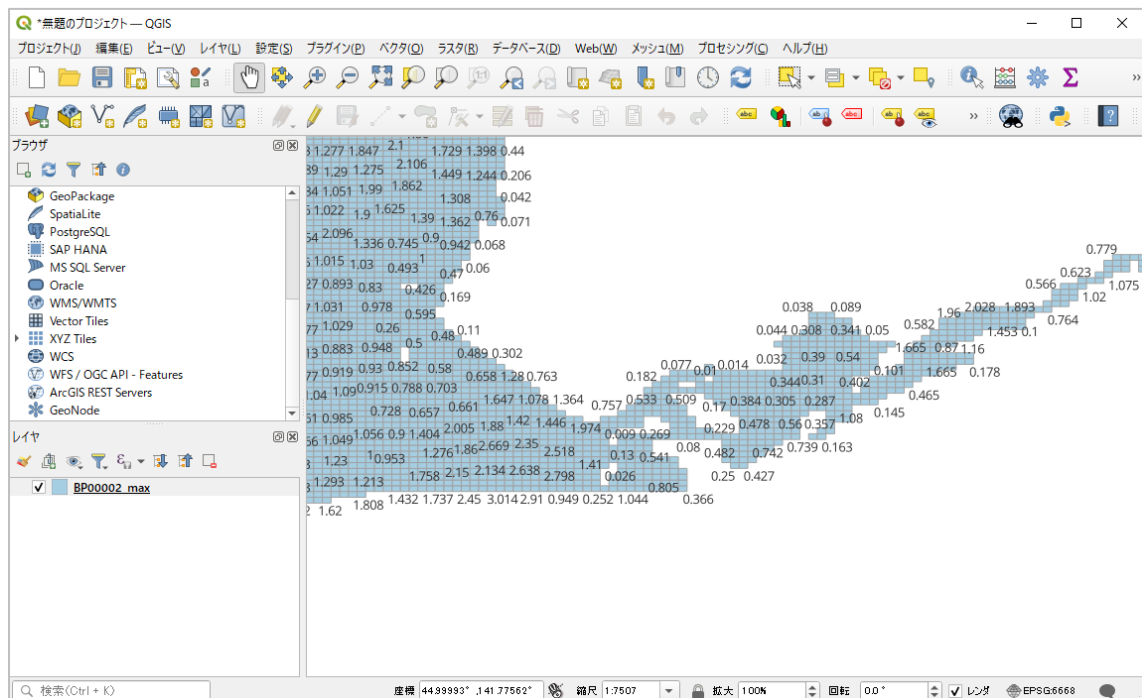 *無題のプロジェクト — QGIS
プロジェクト(J) 編集(E) ビュー(V) レイヤ(L) 設定(S) プラグイン(P) ベクタ(O) ラスタ(R) データベース(D) Web(W) メッシュ(M) プロセシング(C) ヘルプ(H)
ブラウザ
GeoPackage
SpatiaLite
PostgreSQL
SAP HANA
MS SQL Server
Oracle
WMS/WMTS
Vector Tiles
XYZ Tiles
WCS
WFS / OGC API - Features
ArcGIS REST Servers
GeoNode
レイヤ
BP00002_max
1.277 1.847 2.1 1.729 1.398 0.44
1.29 1.275 2.106 1.449 1.244 0.206
1.051 1.99 1.862 1.308 0.042
1.022 1.9 1.625 1.39 1.362 0.76 0.071
2.096 1.336 0.745 0.9 0.942 0.068
1.015 1.03 0.493 1 0.47 0.06
0.893 0.83 0.426 0.169
1.031 0.978 0.595
1.029 0.26 0.48 0.11
0.883 0.948 0.5 0.489 0.302
0.919 0.93 0.852 0.58 0.658 1.28 0.763
1.04 1.09 0.915 0.788 0.703 1.647 1.078 1.364
0.985 0.728 0.657 0.661 2.005 1.88 1.42 1.446 1.974
1.049 1.056 0.9 1.404 1.276 1.86 2.669 2.35 2.518
1.23 1 0.953 1.758 2.15 2.134 2.638 2.798 1.41
1.293 1.213
1.62 1.808 1.432 1.737 2.45 3.014 2.91 0.949 0.252 1.044 0.366
0.779
0.566 0.623 1.075
1.02
0.038 0.089 0.582 1.96 2.028 1.893 0.764
0.044 0.308 0.341 0.05 1.453 0.1
0.077 0.01 0.014 0.032 0.39 0.54 1.665 0.87 1.16
0.182 0.344 0.31 0.402 0.101 1.665 0.178
0.757 0.533 0.509 0.17 0.384 0.305 0.287 0.465
0.009 0.269 0.229 0.478 0.56 0.357 1.08 0.145
0.13 0.541 0.08 0.482 0.742 0.739 0.163
0.026 0.805 0.25 0.427
検索(Ctrl + K) 座標 44.99993° ,141.77562° 縮尺 1:7507 拡大 100% 回転 0.0° レンダ EPSG:6668